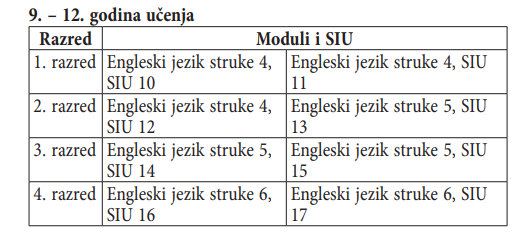 9. – 12. godina učenja
Razred Moduli i SIU
1. razred Engleski jezik struke 4, SIU 10 Engleski jezik struke 4, SIU 11
2. razred Engleski jezik struke 4, SIU 12 Engleski jezik struke 5, SIU 13
3. razred Engleski jezik struke 5, SIU 14 Engleski jezik struke 5, SIU 15
4. razred Engleski jezik struke 6, SIU 16 Engleski jezik struke 6, SIU 17